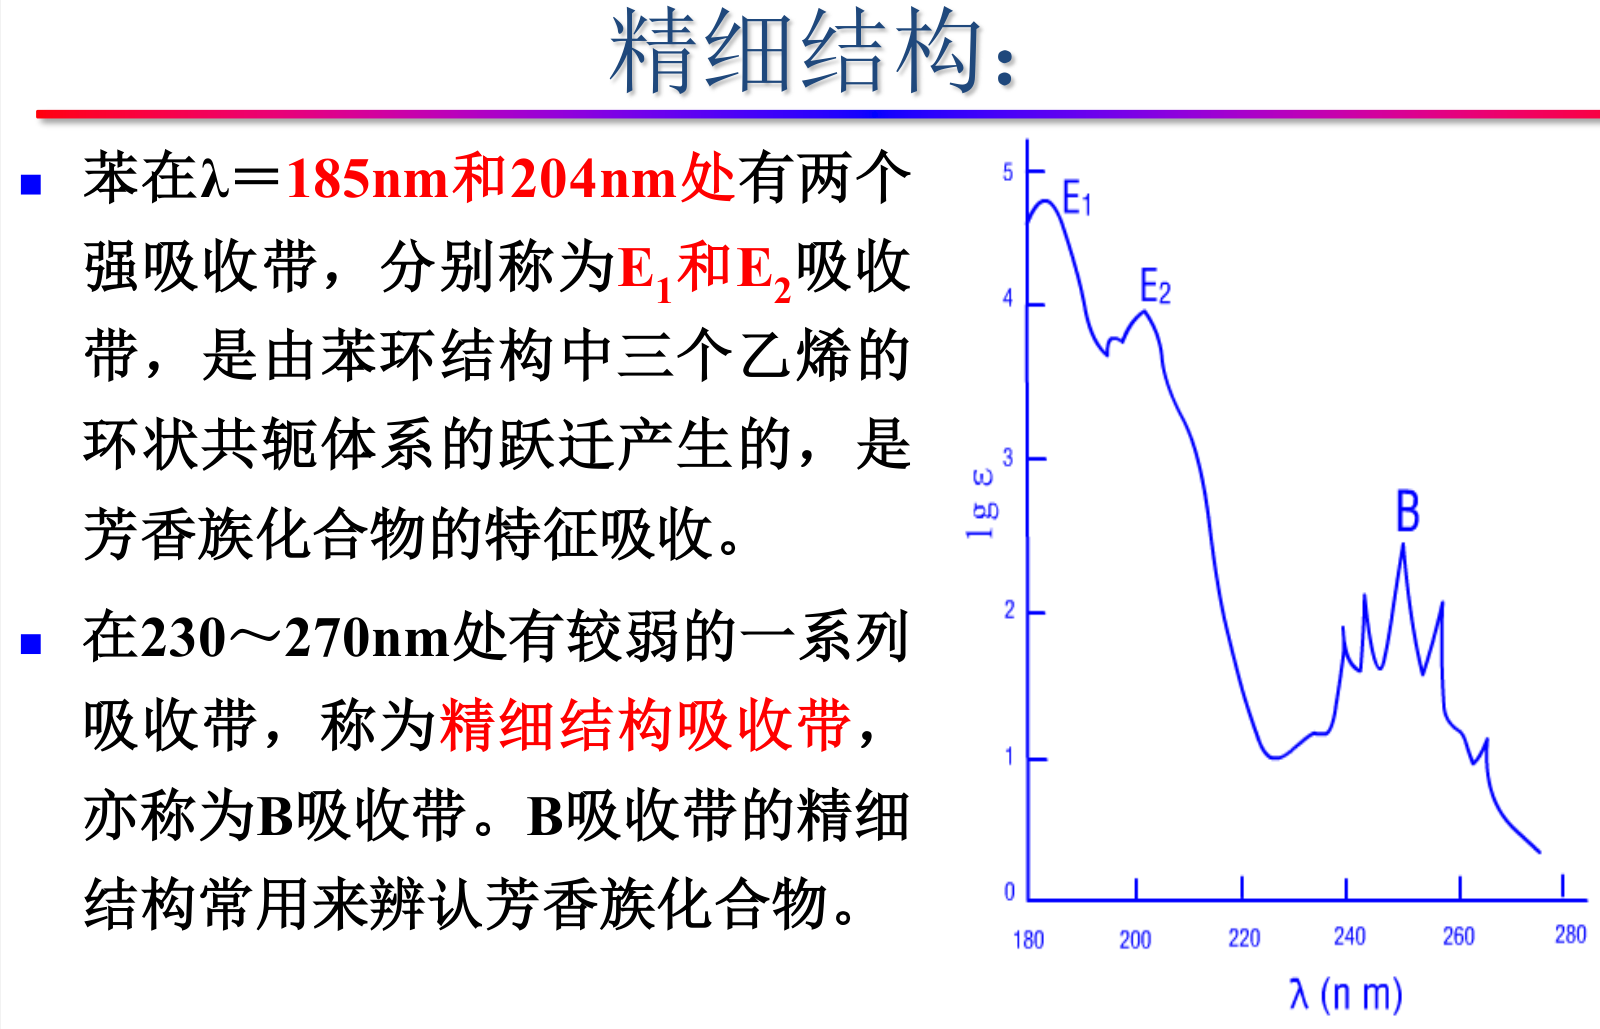 精细结构：
苯在λ＝185nm和204nm处有两个
强吸收带，分别称为E1和E2吸收
带，是由苯环结构中三个乙烯的
环状共轭体系的跃迁产生的，是
芳香族化合物的特征吸收。
在230～270nm处有较弱的一系列
吸收带，称为精细结构吸收带，
亦称为B吸收带。B吸收带的精细
结构常用来辨认芳香族化合物。
5
4
3
2
1
0
lg ε
E1
E2
B
180 200 220 240 260 280
λ (n m)